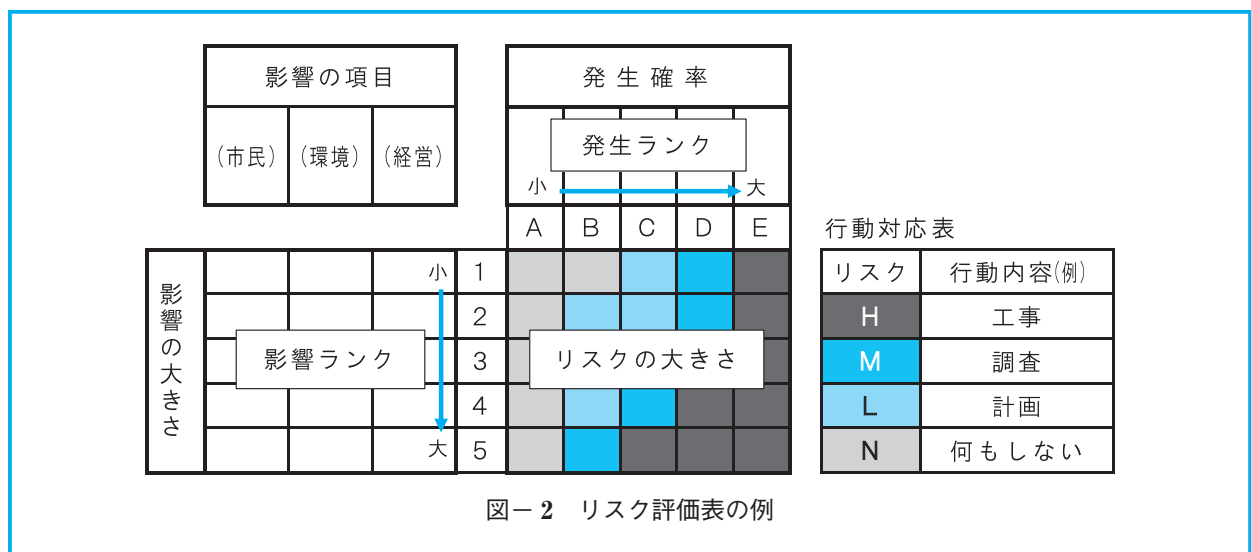 影響の項目
(市民) (環境) (経営)
発生確率
発生ランク
小 大
A B C D E
影響の大きさ
小
大
影響ランク
1
2
3
4
5
リスクの大きさ
行動対応表
リスク 行動内容(例)
H 工事
M 調査
L 計画
N 何もしない
図－2 リスク評価表の例